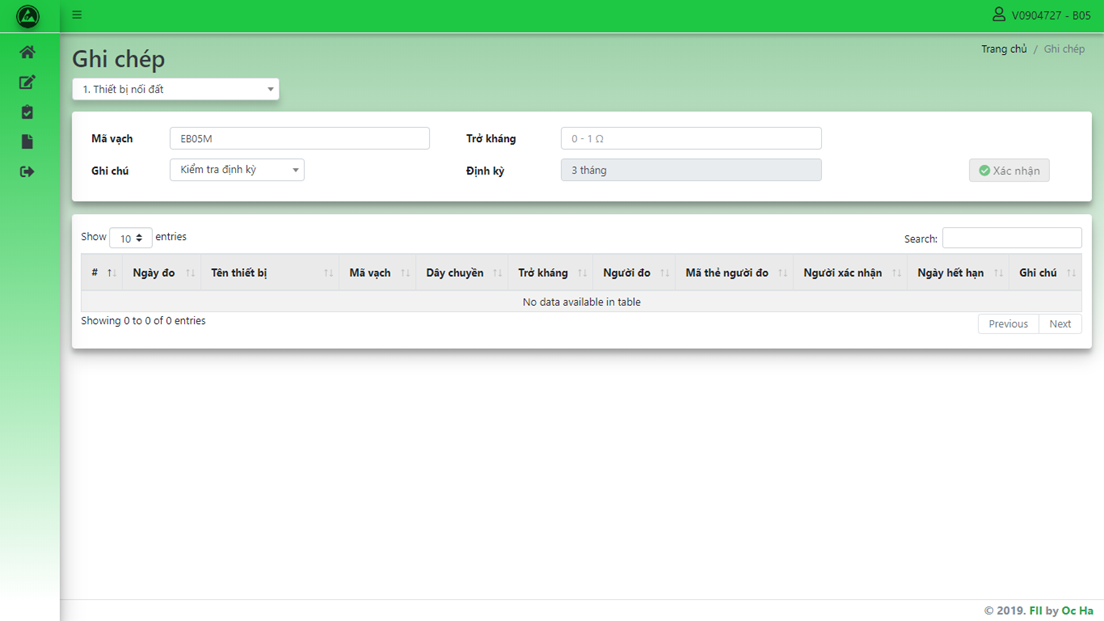 V0904727 - B05
Ghi chép
Trang chủ / Ghi chép
1. Thiết bị nối đất
Mã vạch EB05M Trở kháng 0 - 1 Ω
Ghi chú Kiểm tra định kỳ Định kỳ 3 tháng Xác nhận
Show 10 entries Search:
# Ngày đo Tên thiết bị Mã vạch Dây chuyền Trở kháng Người đo Mã thẻ người đo Người xác nhận Ngày hết hạn Ghi chú
No data available in table
Showing 0 to 0 of 0 entries Previous Next
© 2019. FII by Oc Ha